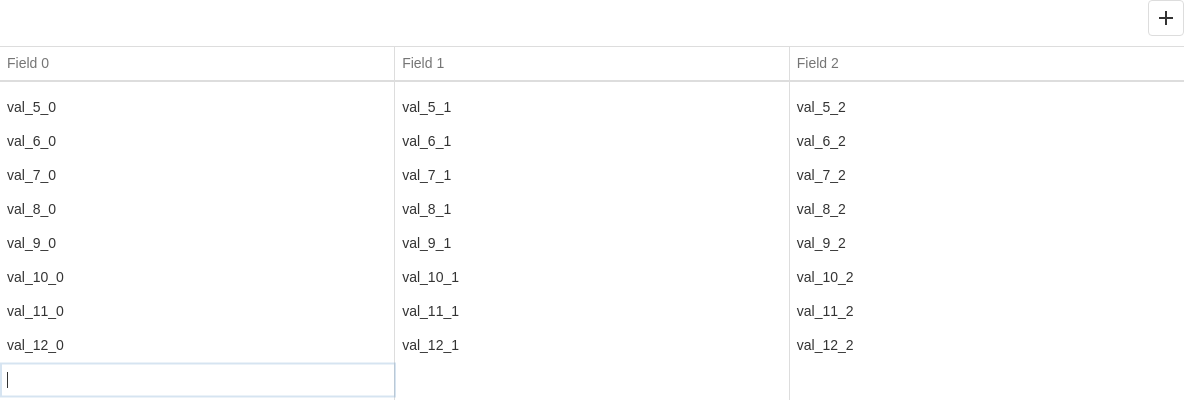 Field 0 Field 1 Field 2
val_5_0 val_5_1 val_5_2
val_6_0 val_6_1 val_6_2
val_7_0 val_7_1 val_7_2
val_8_0 val_8_1 val_8_2
val_9_0 val_9_1 val_9_2
val_10_0 val_10_1 val_10_2
val_11_0 val_11_1 val_11_2
val_12_0 val_12_1 val_12_2